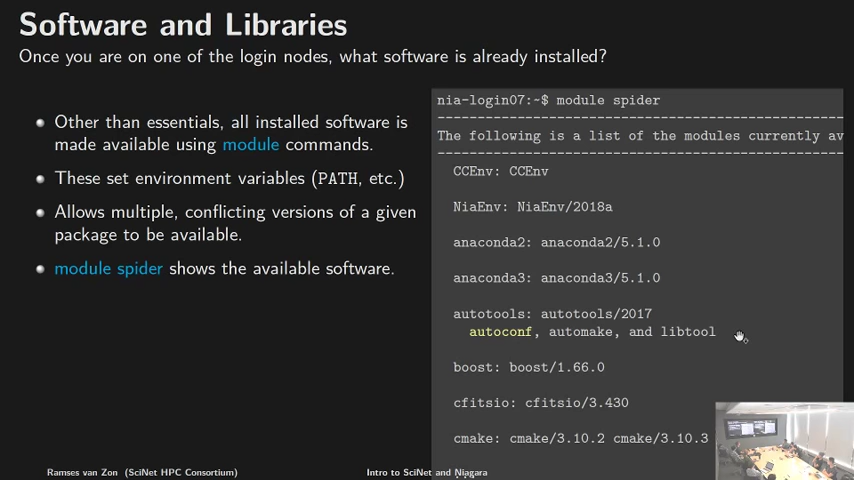 Software and Libraries
Once you are on one of the login nodes, what software is already installed?
Other than essentials, all installed software is
made available using module commands.
These set environment variables (PATH, etc.)
Allows multiple, conflicting versions of a given
package to be available.
module spider shows the available software.
nia-login07:~$ module spider
--------------------------------------------------
The following is a list of the modules currently av
--------------------------------------------------
CCEnv: CCEnv
NiaEnv: NiaEnv/2018a
anaconda2: anaconda2/5.1.0
anaconda3: anaconda3/5.1.0
autotools: autotools/2017
autoconf, automake, and libtool
boost: boost/1.66.0
cfitsio: cfitsio/3.430
cmake: cmake/3.10.2 cmake/3.10.3
Ramses van Zon (SciNet HPC Consortium)
Intro to SciNet and Niagara